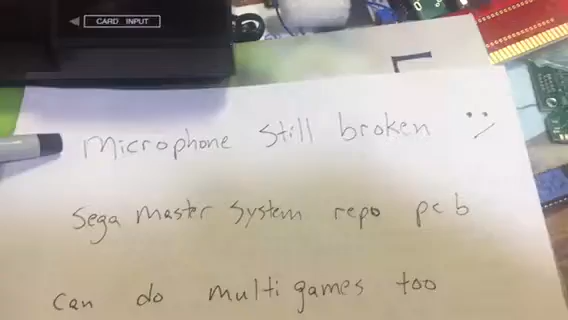 CARD INPUT
Microphone still broken :/
Sega Master System repo pcb
can do multi games too